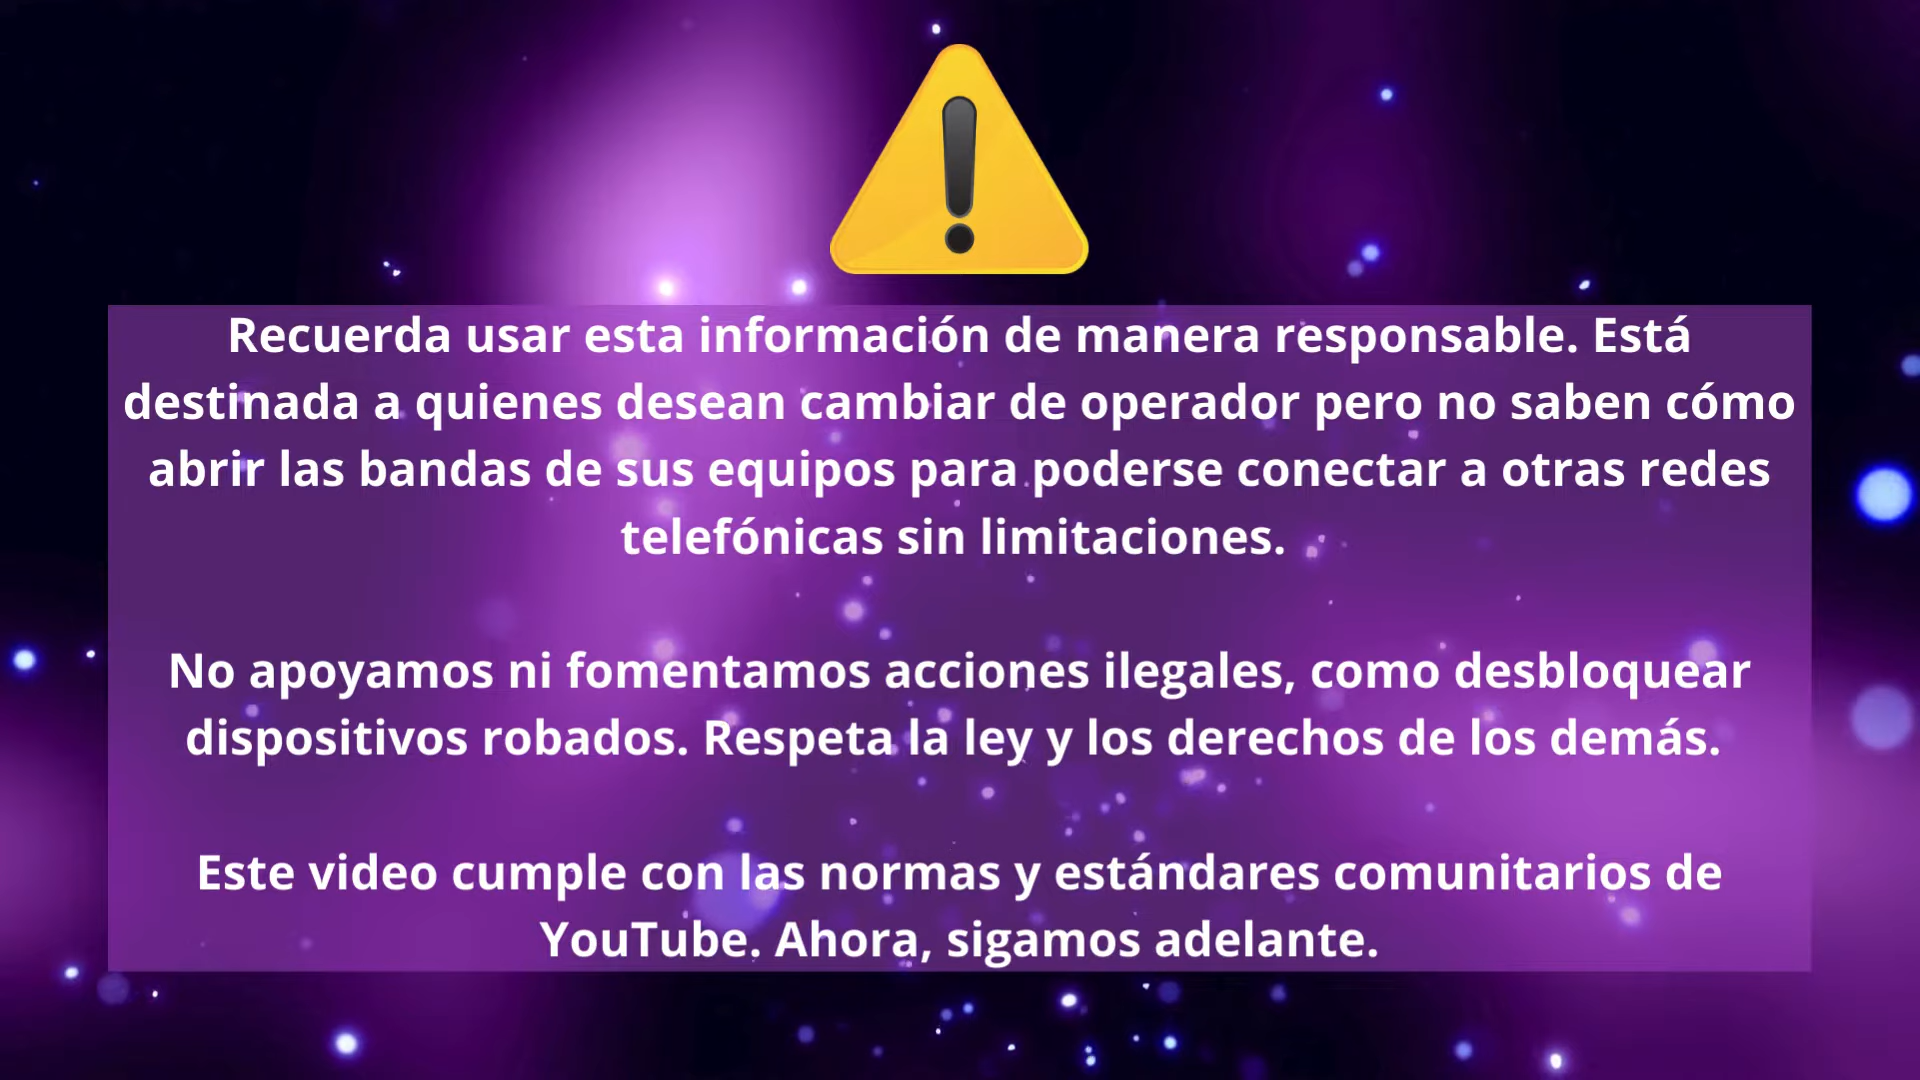 Recuerda usar esta información de manera responsable. Está
destinada a quienes desean cambiar de operador pero no saben cómo
abrir las bandas de sus equipos para poderse conectar a otras redes
telefónicas sin limitaciones.
No apoyamos ni fomentamos acciones ilegales, como desbloquear
dispositivos robados. Respeta la ley y los derechos de los demás.
Este video cumple con las normas y estándares comunitarios de
YouTube. Ahora, sigamos adelante.